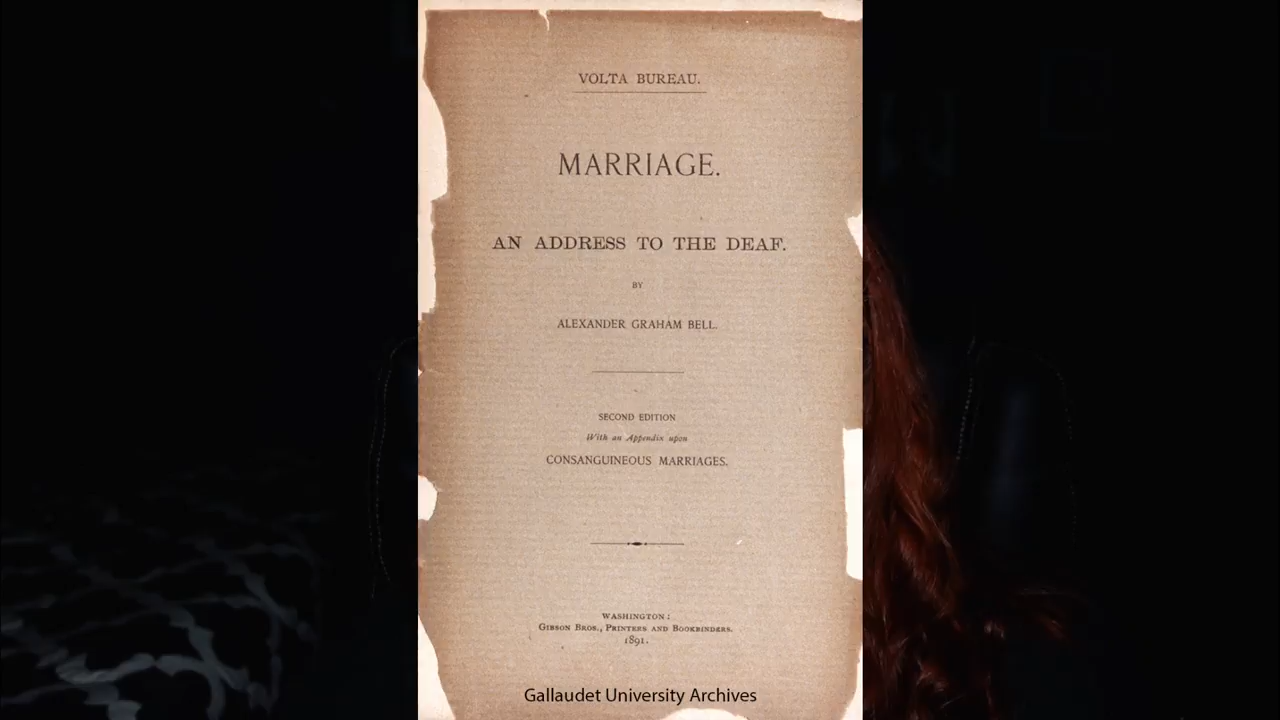 VOLTA BUREAU.
MARRIAGE.
AN ADDRESS TO THE DEAF.
BY
ALEXANDER GRAHAM BELL.
SECOND EDITION
With an Appendix upon
CONSANGUINEOUS MARRIAGES.
WASHINGTON:
GIBSON BROS., PRINTERS AND BOOKBINDERS.
1891.
Gallaudet University Archives